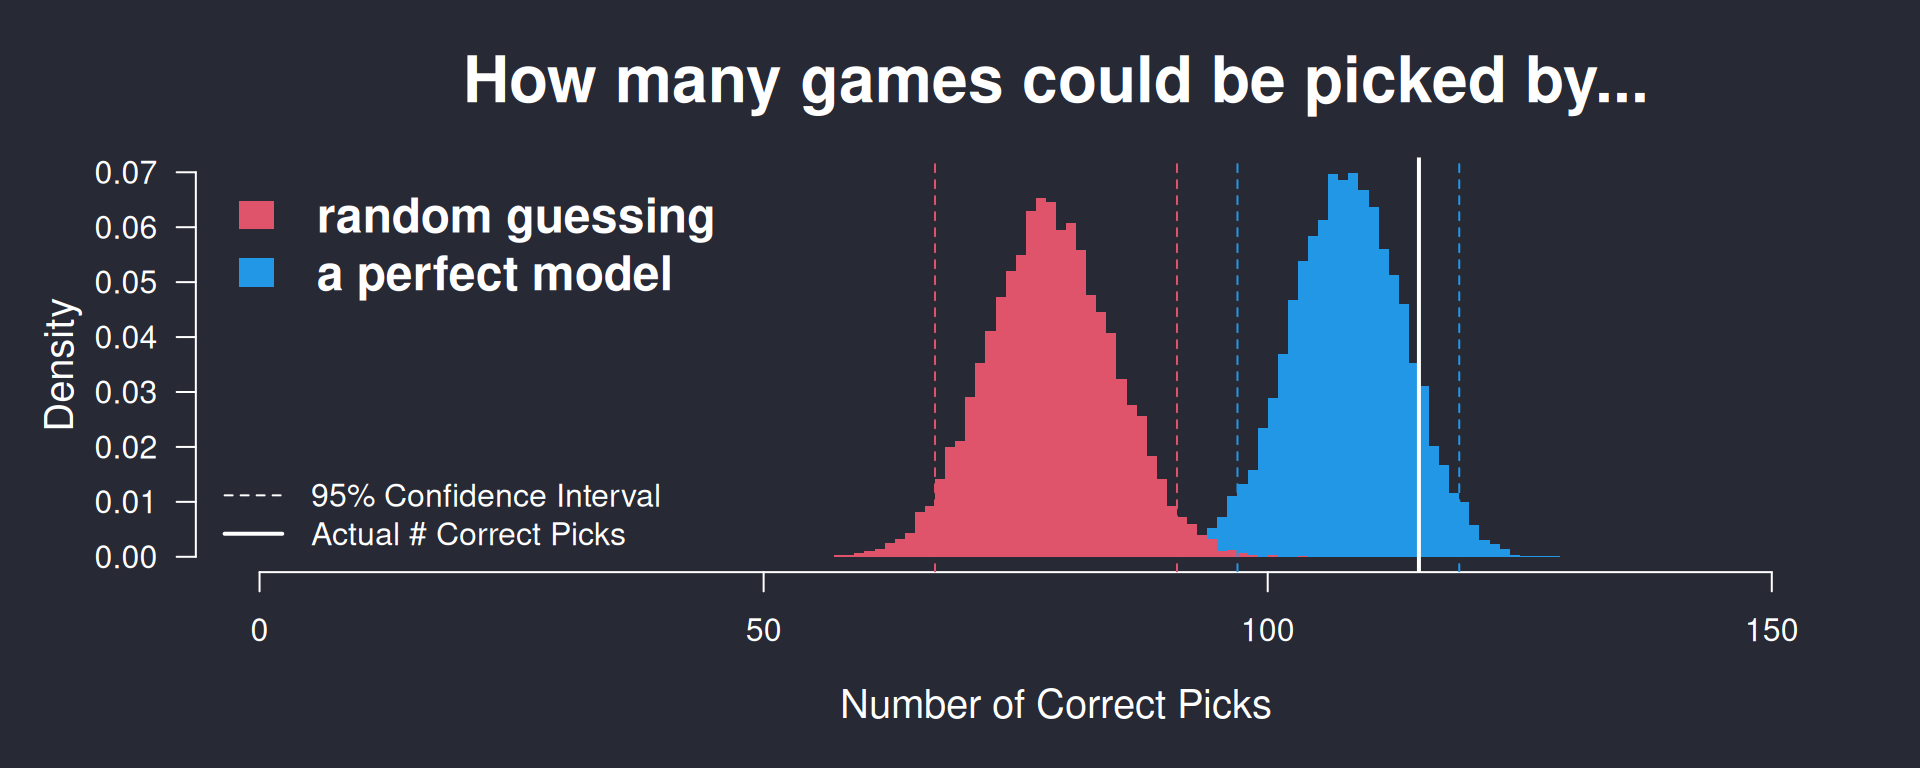 How many games could be picked by...
random guessing
a perfect model
95% Confidence Interval
Actual # Correct Picks
Density
0.07
0.06
0.05
0.04
0.03
0.02
0.01
0.00
0 50 100 150
Number of Correct Picks